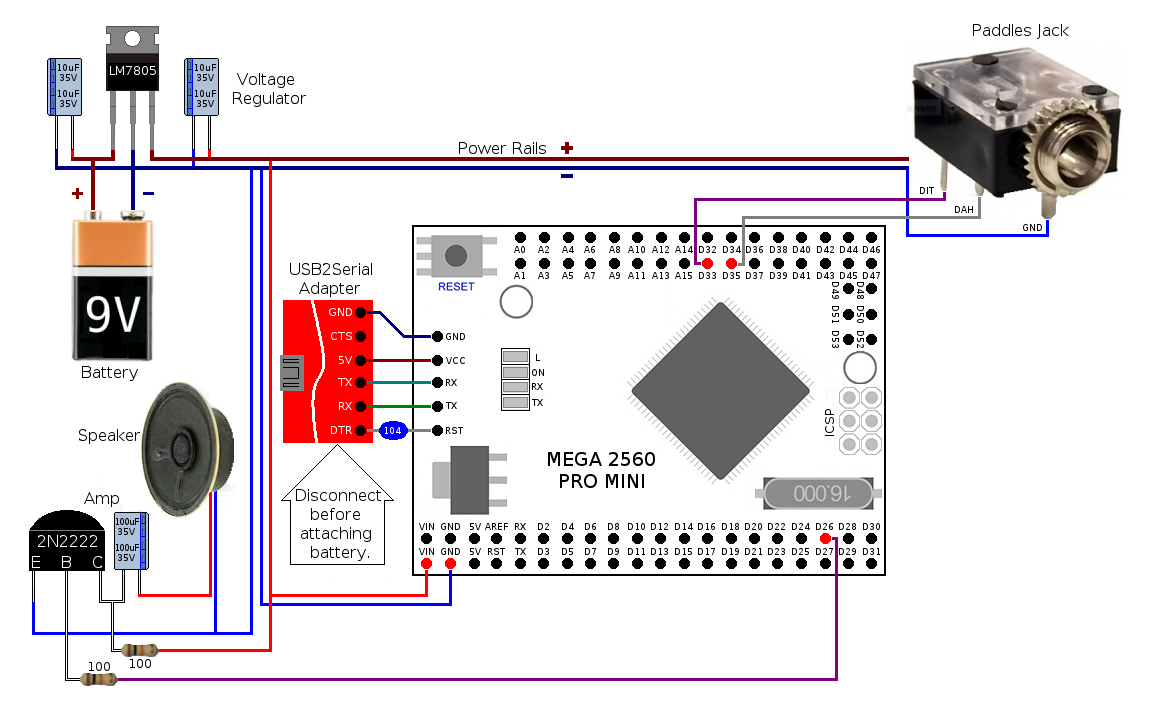 Paddles Jack
10uF
35V
10uF
35V
LM7805
10uF
35V
10uF
35V
Voltage
Regulator
Power Rails +
−
+ −
DIT
DAH
GND
9V
Battery
USB2Serial
Adapter
GND
CTS
5V
TX
RX
DTR
104
GND
VCC
RX
TX
RST
RESET
A0 A2 A4 A6 A8 A10 A12 A14 D32 D34 D36 D38 D40 D42 D44 D46
A1 A3 A5 A7 A9 A11 A13 A15 D33 D35 D37 D39 D41 D43 D45 D47
D49 D48
D51 D50
D53 D52
L
ON
RX
TX
ICSP
MEGA 2560
PRO MINI
16.000
Speaker
Amp
100uF
35V
100uF
35V
2N2222
E B C
Disconnect
before
attaching
battery.
VIN GND 5V AREF RX D2 D4 D6 D8 D10 D12 D14 D16 D18 D20 D22 D24 D26 D28 D30
VIN GND 5V RST TX D3 D5 D7 D9 D11 D13 D15 D17 D19 D21 D23 D25 D27 D29 D31
100
100